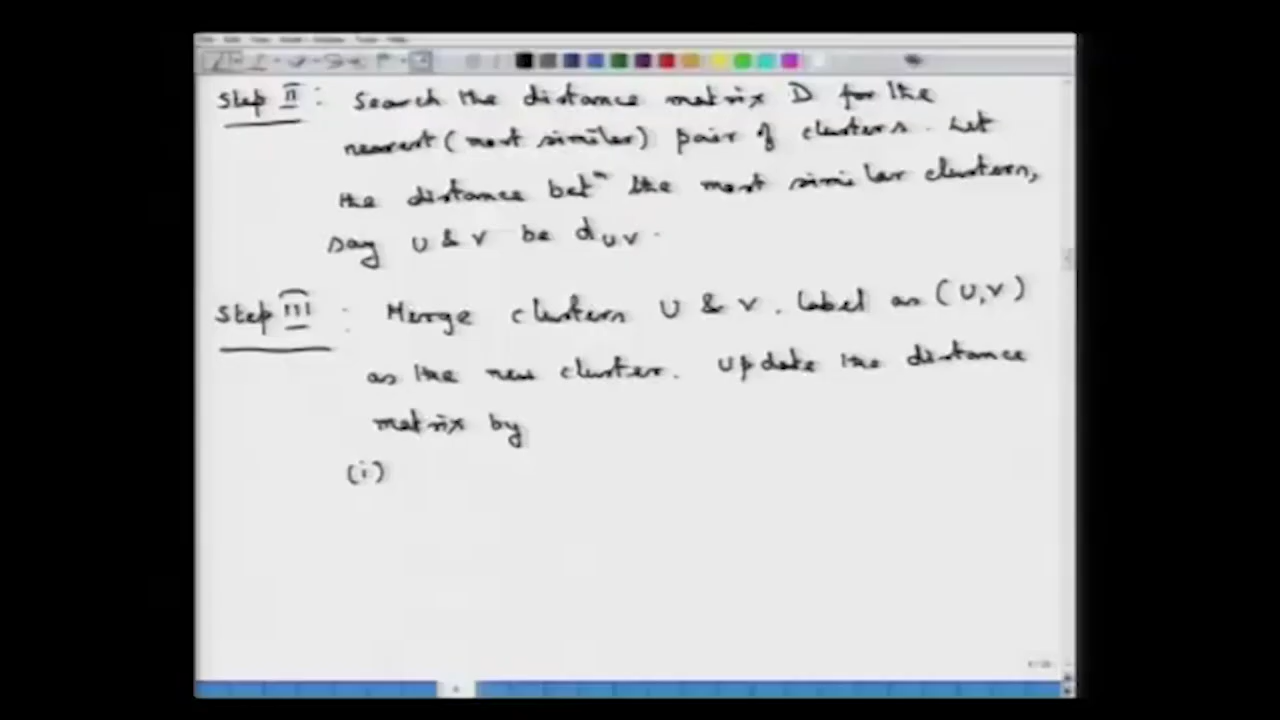 Step II : Search the distance matrix D for the
nearest (most similar) pair of clusters. Let
the distance betn the most similar clusters,
say U & V be dUV.
Step III : Merge clusters U & V. Label as (U,V)
as the new cluster. Update the distance
matrix by
(i)